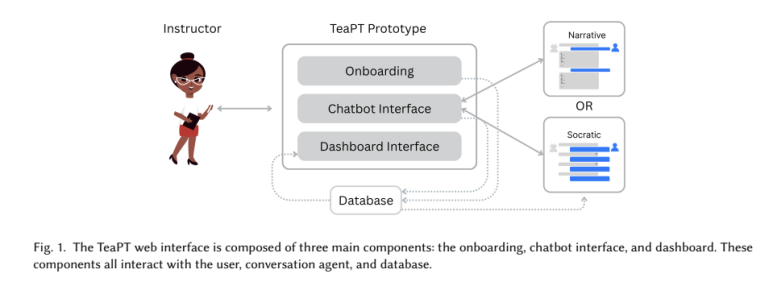 Instructor
TeaPT Prototype
Onboarding
Chatbot Interface
Dashboard Interface
Database
Narrative
OR
Socratic
Fig. 1. The TeaPT web interface is composed of three main components: the onboarding, chatbot interface, and dashboard. These
components all interact with the user, conversation agent, and database.